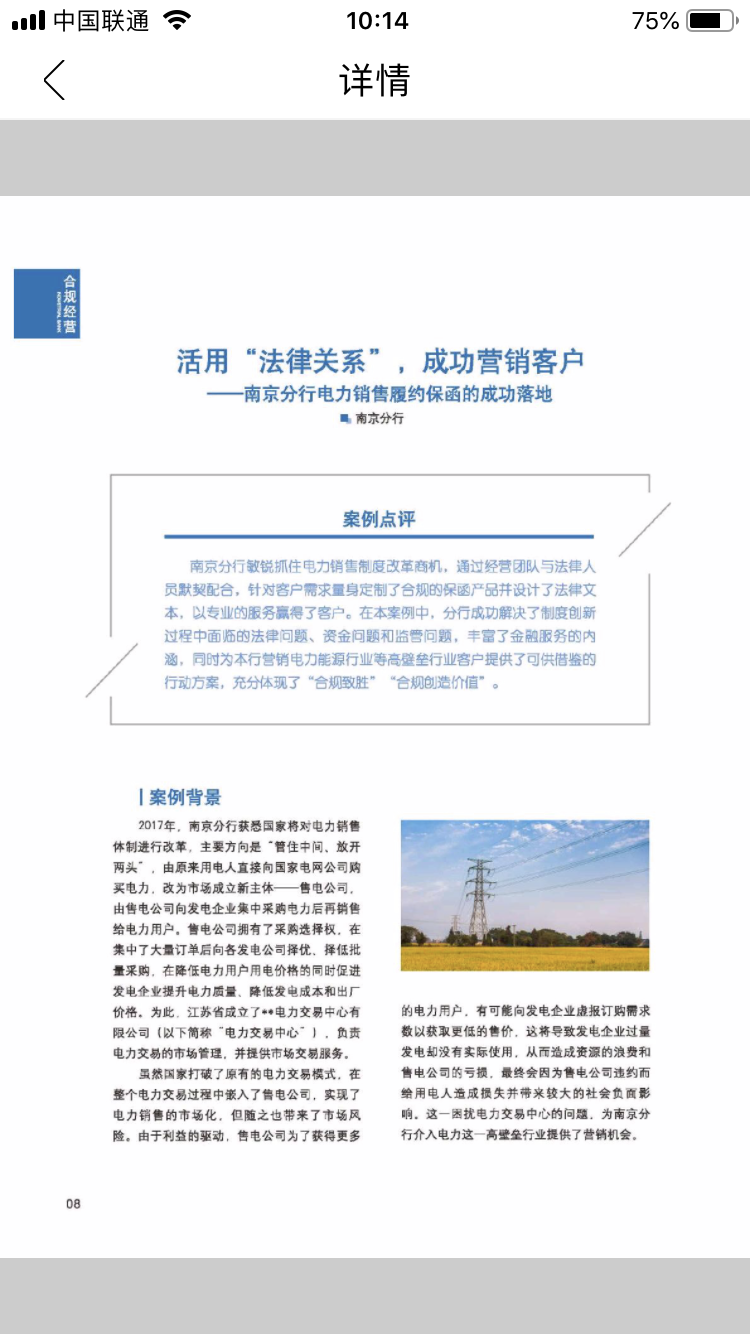 中国联通
10:14
75%
详情
合规经营
活用“法律关系”，成功营销客户
——南京分行电力销售履约保函的成功落地
南京分行
案例点评
南京分行敏锐抓住电力销售制度改革商机，通过经营团队与法律人
员默契配合，针对客户需求量身定制了合规的保函产品并设计了法律文
本，以专业的服务赢得了客户。在本案例中，分行成功解决了制度创新
过程中面临的法律问题、资金问题和监管问题，丰富了金融服务的内
涵，同时为本行营销电力能源行业等高壁垒行业客户提供了可供借鉴的
行动方案，充分体现了“合规致胜”“合规创造价值”。
案例背景
2017年，南京分行获悉国家将对电力销售
体制进行改革，主要方向是“管住中间、放开
两头”，由原来用电人直接向国家电网公司购
买电力，改为市场成立新主体——售电公司，
由售电公司向发电企业集中采购电力后再销售
给电力用户。售电公司拥有了采购选择权，在
集中了大量订单后向各发电公司择优、择低批
量采购，在降低电力用户用电价格的同时促进
发电企业提升电力质量、降低发电成本和出厂
价格。为此，江苏省成立了**电力交易中心有
限公司（以下简称“电力交易中心”），负责
电力交易的市场管理，并提供市场交易服务。
虽然国家打破了原有的电力交易模式，在
整个电力交易过程中嵌入了售电公司，实现了
电力销售的市场化，但随之也带来了市场风
险。由于利益的驱动，售电公司为了获得更多
的电力用户，有可能向发电企业虚报订购需求
数以获取更低的售价，这将导致发电企业过量
发电却没有实际使用，从而造成资源的浪费和
售电公司的亏损，最终会因为售电公司违约而
给用电人造成损失并带来较大的社会负面影
响。这一困扰电力交易中心的问题，为南京分
行介入电力这一高壁垒行业提供了营销机会。
08